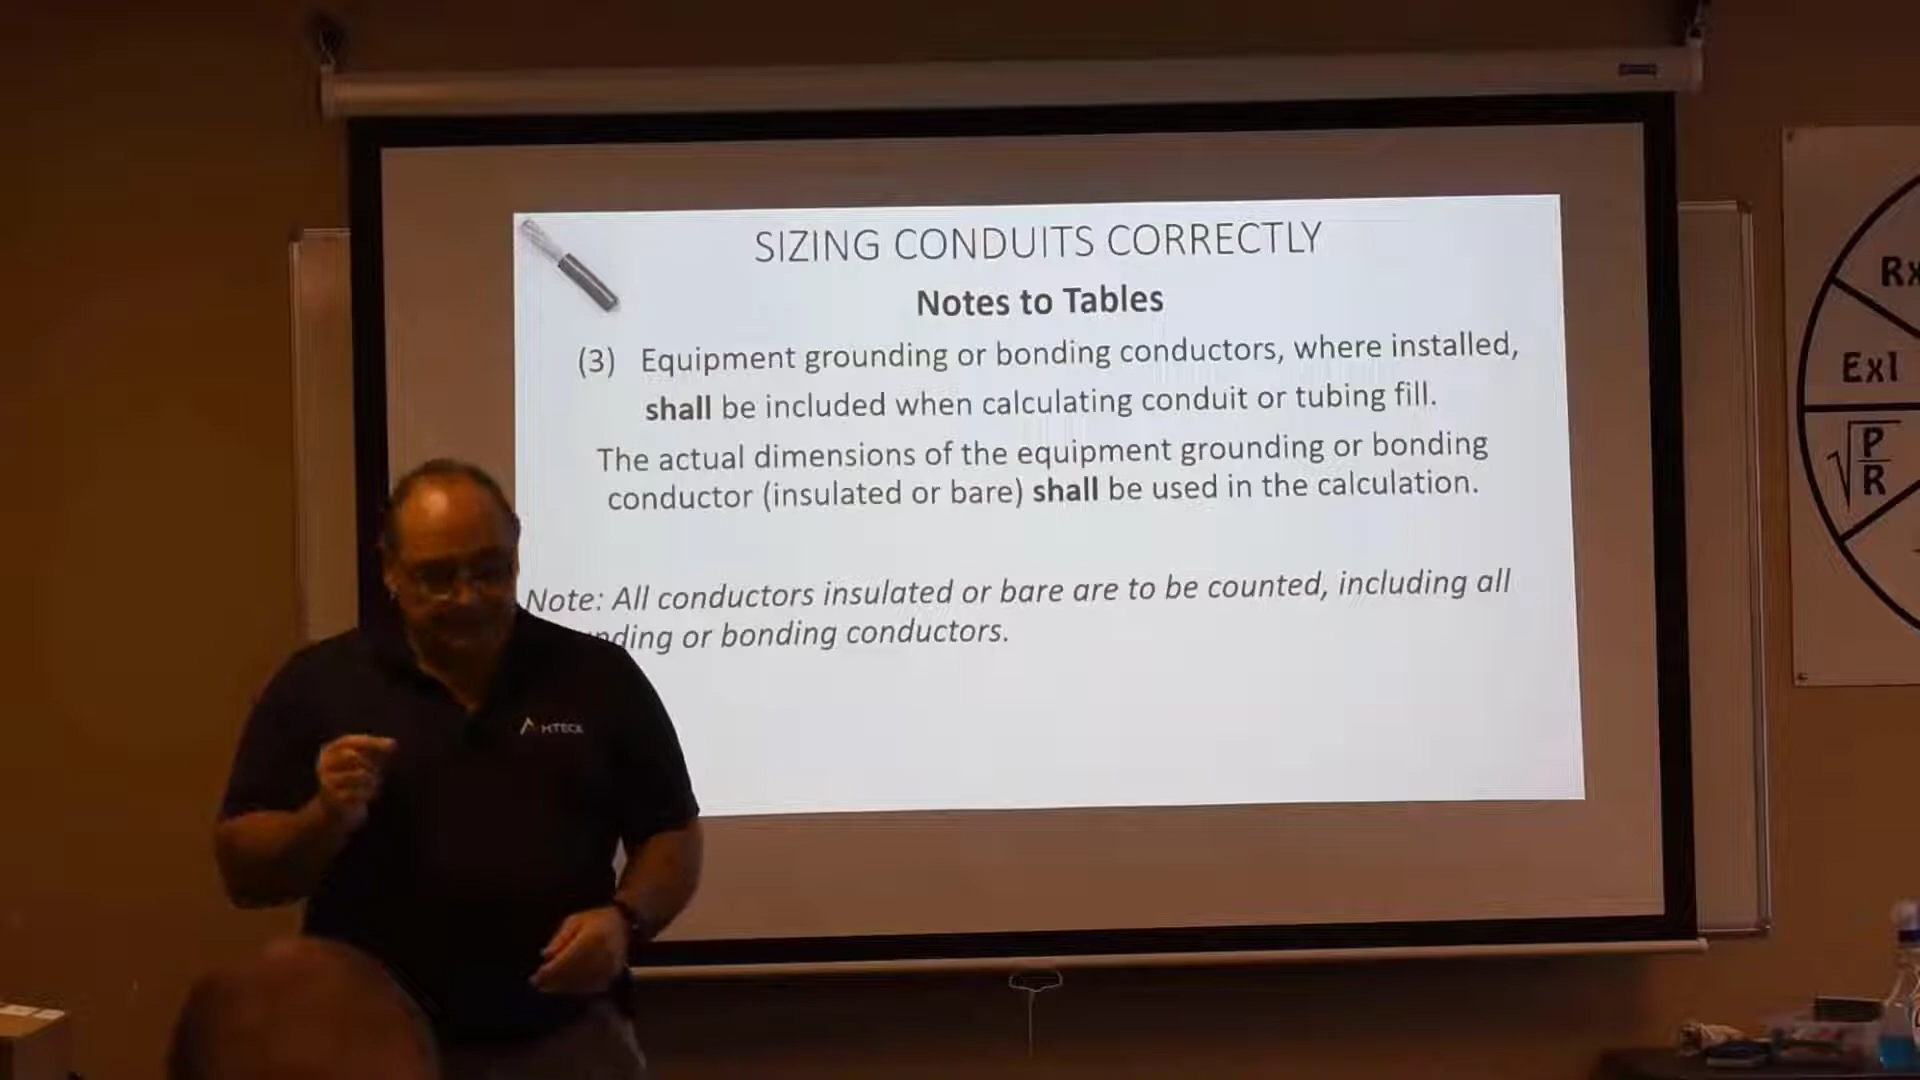 SIZING CONDUITS CORRECTLY
Notes to Tables
(3) Equipment grounding or bonding conductors, where installed,
shall be included when calculating conduit or tubing fill.
The actual dimensions of the equipment grounding or bonding
conductor (insulated or bare) shall be used in the calculation.
Note: All conductors insulated or bare are to be counted, including all
or bonding conductors.
Rx
ExI
√P/R